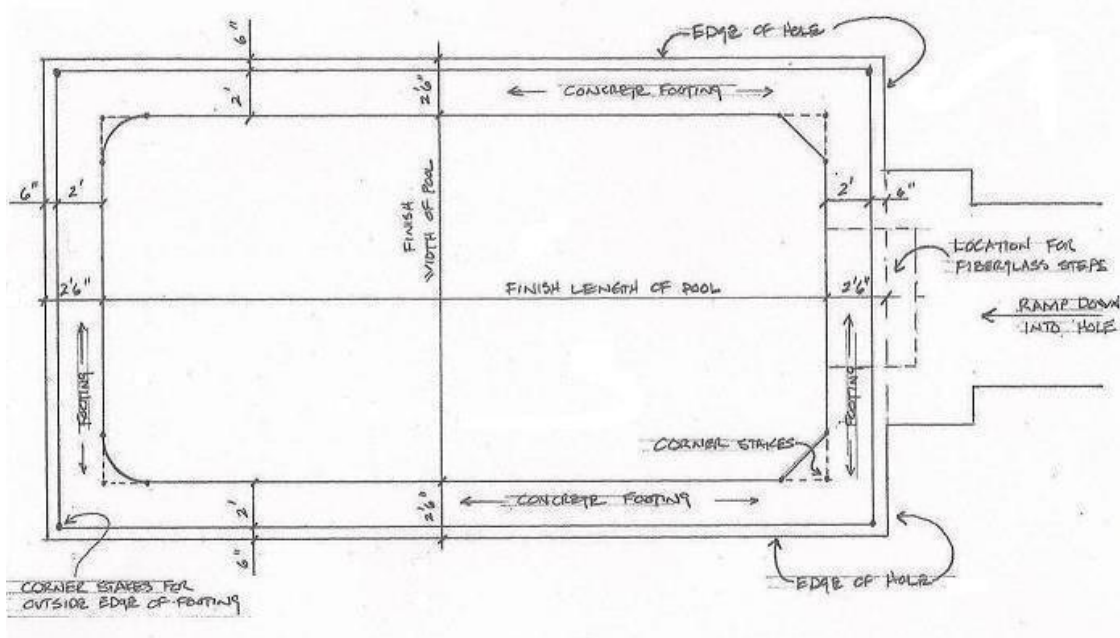 EDGE OF HOLE
6"
2'
2'6"
CONCRETE FOOTING
6"
2'
FINISH
WIDTH OF POOL
2'
6"
LOCATION FOR
FIBERGLASS STEPS
2'6"
FINISH LENGTH OF POOL
2'6"
RAMP DOWN
INTO HOLE
FOOTING
FOOTING
CORNER STAKES
2'
2'6"
CONCRETE FOOTING
6"
EDGE OF HOLE
CORNER STAKES FOR
OUTSIDE EDGE OF FOOTING